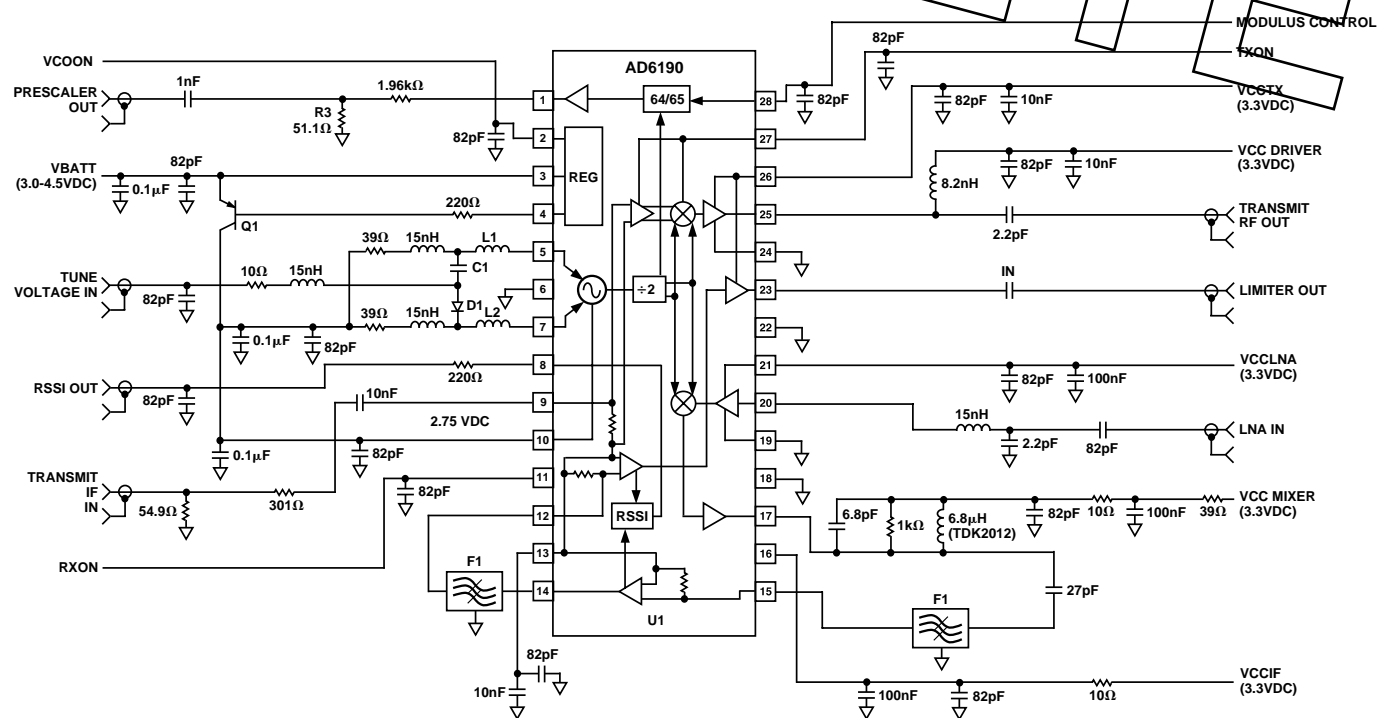 MODULUS CONTROL
VCOON
82pF
TXON
AD6190
1nF
1.96kΩ
PRESCALER
OUT
1
64/65
28
82pF
82pF
10nF
VCCTX
(3.3VDC)
R3
51.1Ω
82pF
2
27
VBATT
(3.0-4.5VDC)
82pF
0.1μF
3
REG
26
8.2nH
82pF
10nF
VCC DRIVER
(3.3VDC)
Q1
220Ω
4
25
2.2pF
TRANSMIT
RF OUT
39Ω
15nH
L1
5
24
C1
TUNE
VOLTAGE IN
82pF
10Ω
15nH
6
÷2
23
IN
LIMITER OUT
D1
39Ω
15nH
L2
7
22
0.1μF
82pF
RSSI OUT
82pF
220Ω
8
21
82pF
100nF
VCCLNA
(3.3VDC)
10nF
2.75 VDC
9
20
15nH
2.2pF
82pF
LNA IN
0.1μF
82pF
10
19
TRANSMIT
IF
IN
54.9Ω
301Ω
82pF
11
18
12
RSSI
17
6.8pF
1kΩ
6.8μH
(TDK2012)
82pF
10Ω
100nF
39Ω
VCC MIXER
(3.3VDC)
RXON
13
16
F1
14
15
U1
F1
27pF
82pF
10nF
100nF
82pF
10Ω
VCCIF
(3.3VDC)